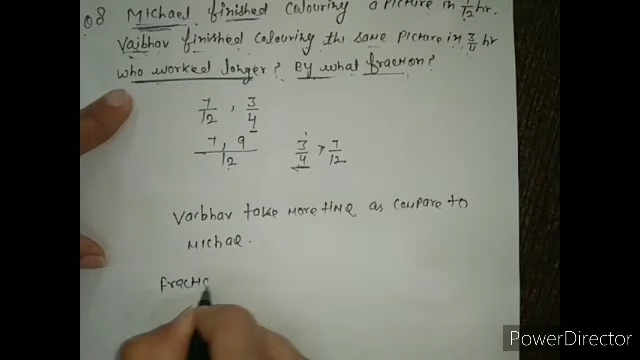 Q8 Michael finished colouring a picture in 7/12 hr.
Vaibhav finished colouring the same picture in 3/4 hr
who worked longer? By what fraction?
7/12 , 3/4
7, 9/12
3/4 > 7/12
Vaibhav take more time as compare to
Michael.
fractio
PowerDirector